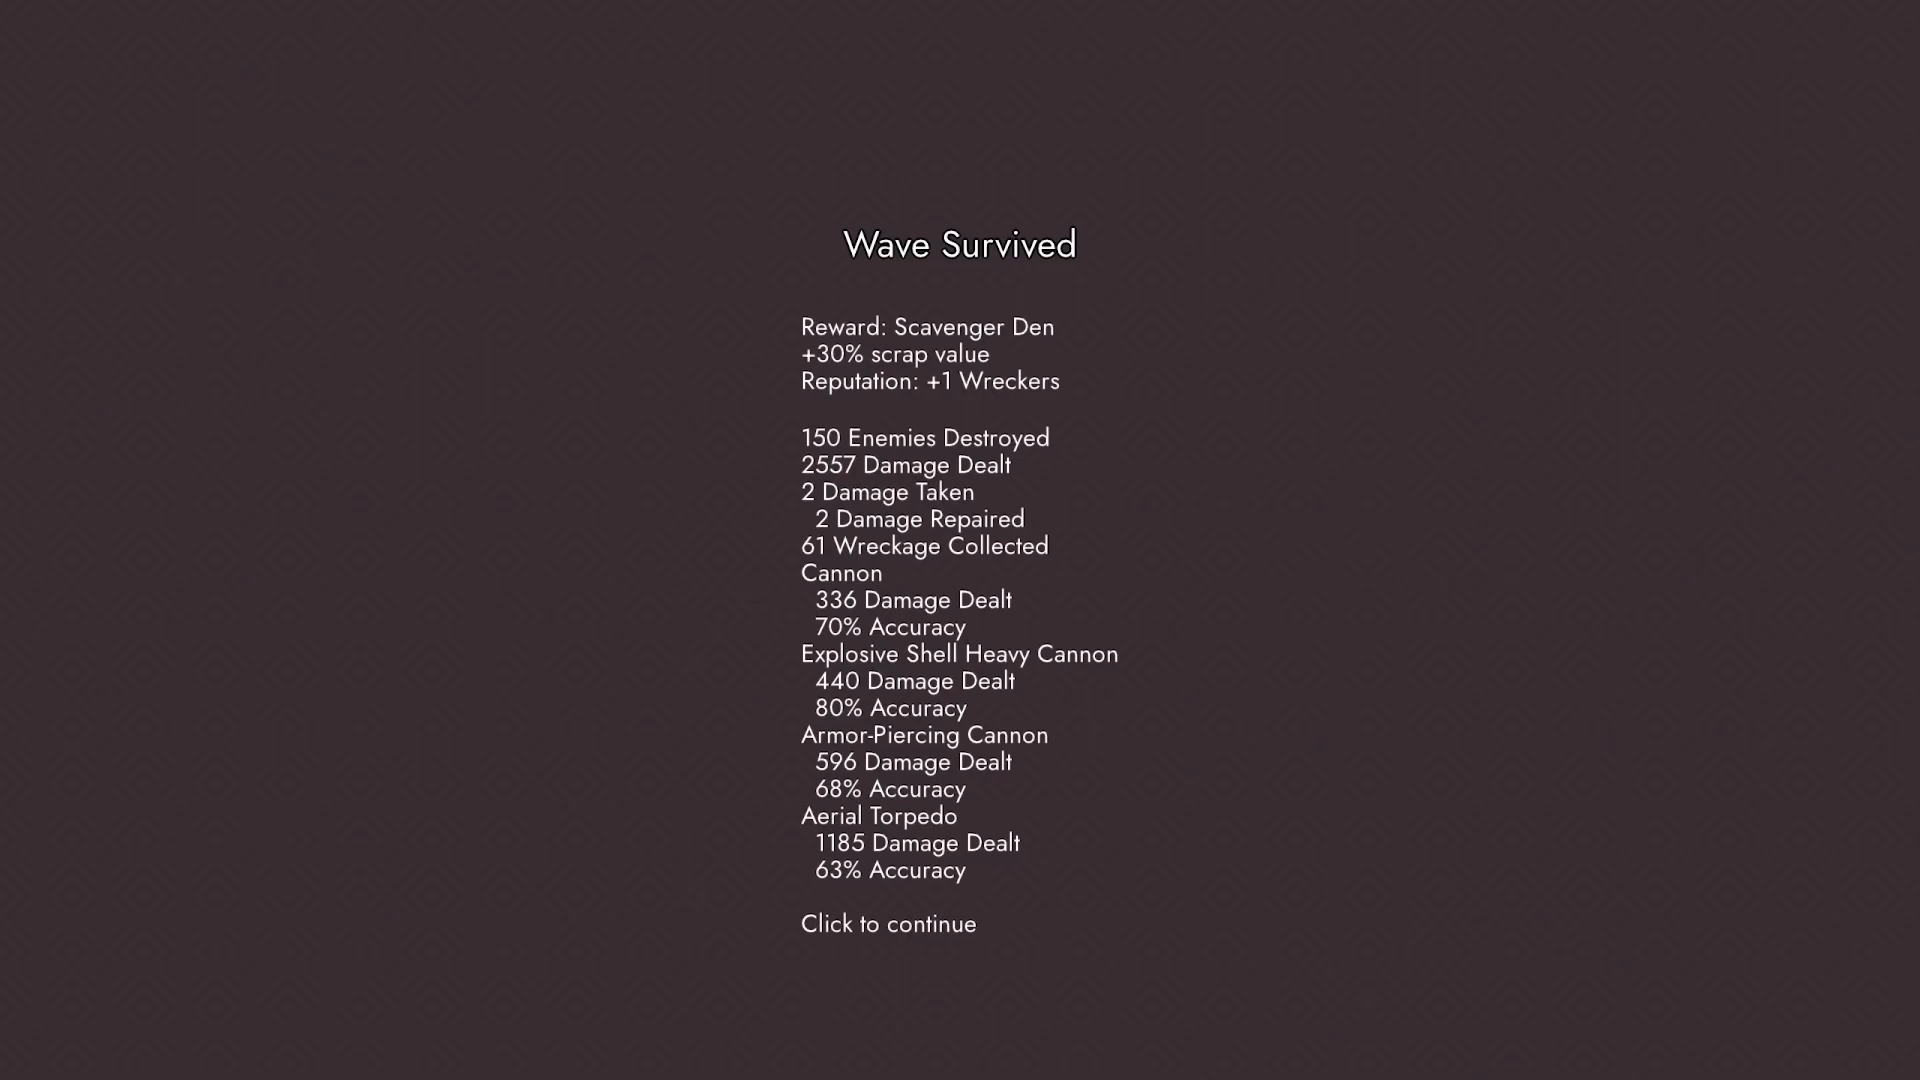 Wave Survived
Reward: Scavenger Den
+30% scrap value
Reputation: +1 Wreckers
150 Enemies Destroyed
2557 Damage Dealt
2 Damage Taken
2 Damage Repaired
61 Wreckage Collected
Cannon
336 Damage Dealt
70% Accuracy
Explosive Shell Heavy Cannon
440 Damage Dealt
80% Accuracy
Armor-Piercing Cannon
596 Damage Dealt
68% Accuracy
Aerial Torpedo
1185 Damage Dealt
63% Accuracy
Click to continue